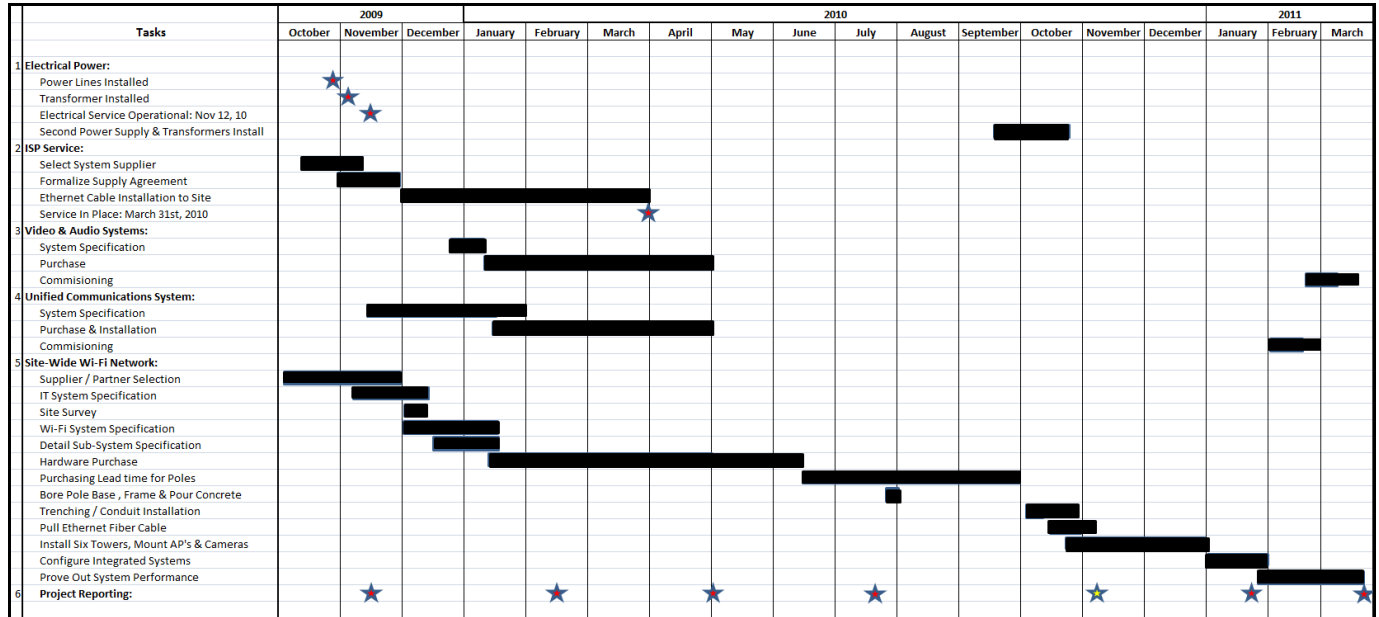 2009 2010 2011
Tasks October November December January February March April May June July August September October November December January February March
1 Electrical Power:
Power Lines Installed
Transformer Installed
Electrical Service Operational: Nov 12, 10
Second Power Supply & Transformers Install
2 ISP Service:
Select System Supplier
Formalize Supply Agreement
Ethernet Cable Installation to Site
Service In Place: March 31st, 2010
3 Video & Audio Systems:
System Specification
Purchase
Commisioning
4 Unified Communications System:
System Specification
Purchase & Installation
Commisioning
5 Site-Wide Wi-Fi Network:
Supplier / Partner Selection
IT System Specification
Site Survey
Wi-Fi System Specification
Detail Sub-System Specification
Hardware Purchase
Purchasing Lead time for Poles
Bore Pole Base , Frame & Pour Concrete
Trenching / Conduit Installation
Pull Ethernet Fiber Cable
Install Six Towers, Mount AP's & Cameras
Configure Integrated Systems
Prove Out System Performance
6 Project Reporting: